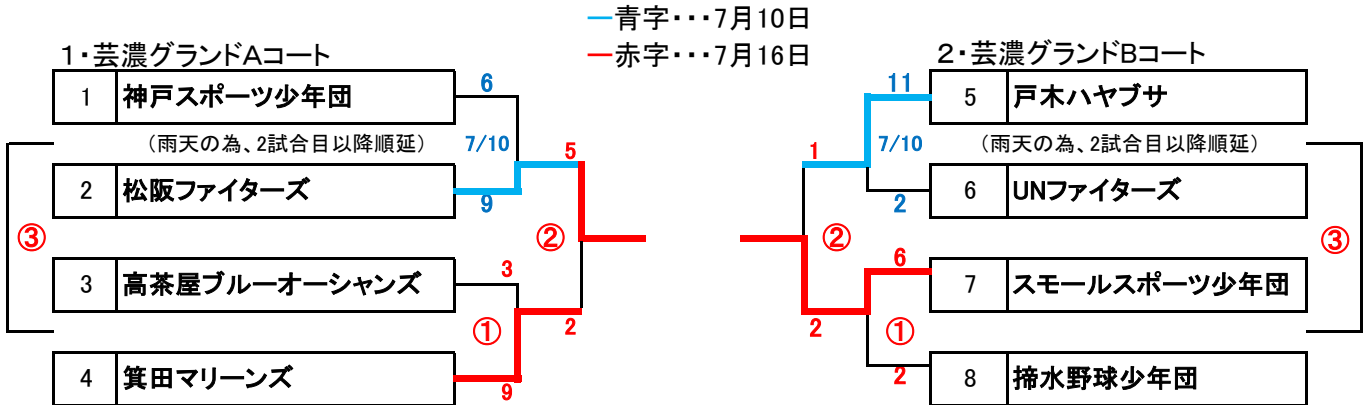 ー青字・・・7月10日
ー赤字・・・7月16日
1・芸濃グランドAコート
1 神戸スポーツ少年団
6
(雨天の為、2試合目以降順延)
7/10
5
2 松阪ファイターズ
9
③
②
3 高茶屋ブルーオーシャンズ
3
①
2
4 箕田マリーンズ
9
2・芸濃グランドBコート
11
5 戸木ハヤブサ
1
7/10
(雨天の為、2試合目以降順延)
6 UNファイターズ
2
②
③
6
7 スモールスポーツ少年団
2
①
2
8 揥水野球少年団